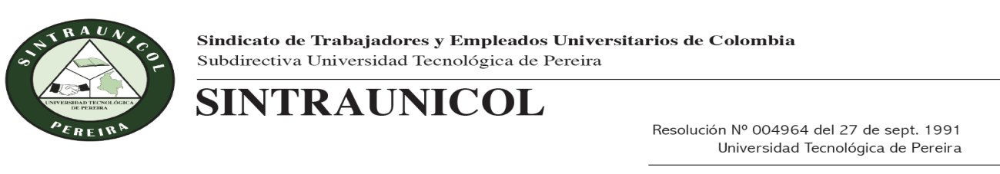 SINTRAUNICOL
UNIVERSIDAD TECNOLÓGICA
DE PEREIRA
PEREIRA
Sindicato de Trabajadores y Empleados Universitarios de Colombia
Subdirectiva Universidad Tecnológica de Pereira
SINTRAUNICOL
Resolución Nº 004964 del 27 de sept. 1991
Universidad Tecnológica de Pereira